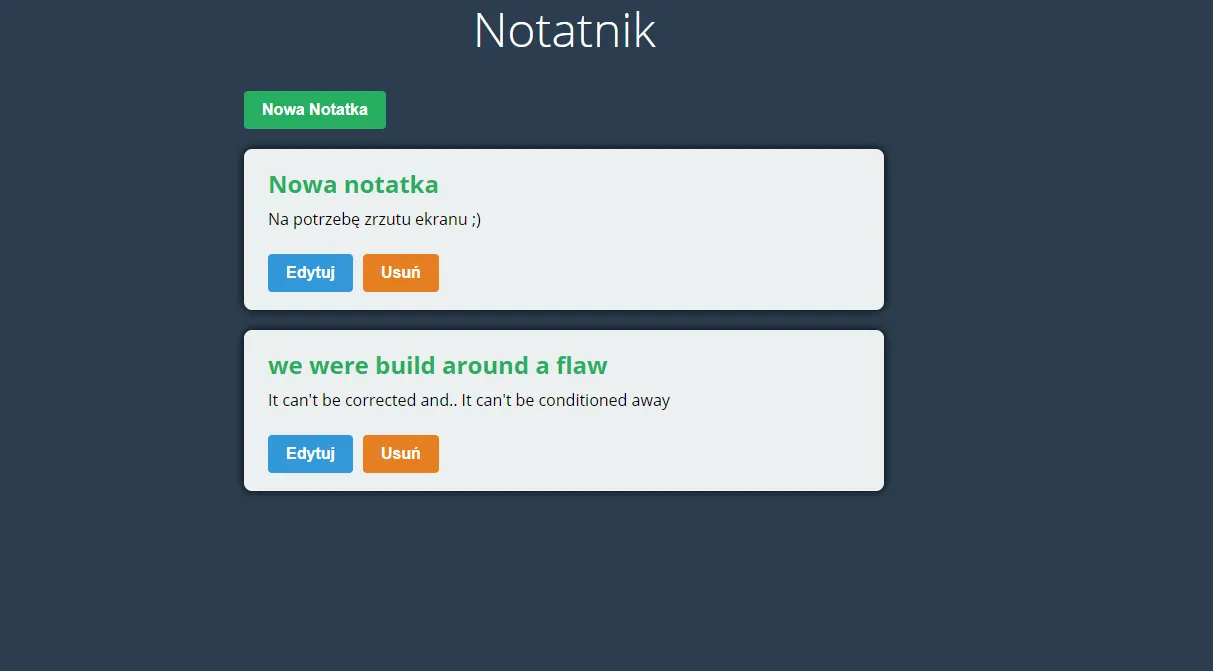 Notatnik
Nowa Notatka
Nowa notatka
Na potrzebę zrzutu ekranu ;)
Edytuj Usuń
we were build around a flaw
It can't be corrected and.. It can't be conditioned away
Edytuj Usuń